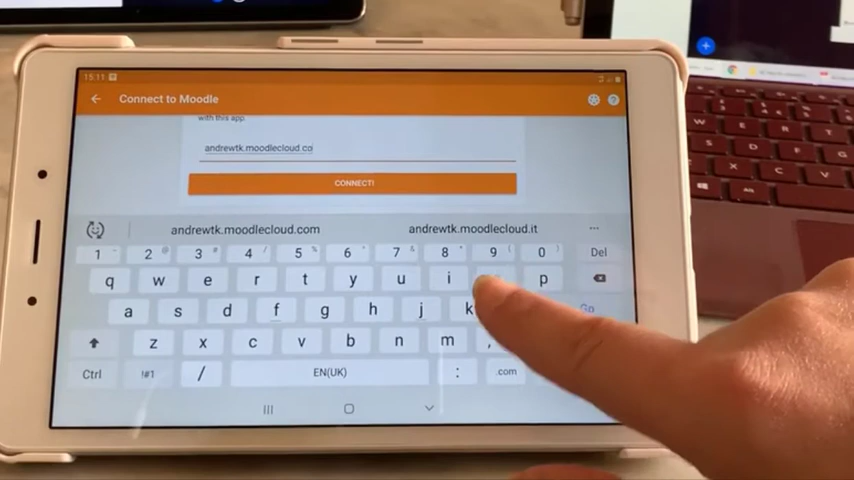 15:11
Connect to Moodle
with this app.
andrewtk.moodlecloud.co
CONNECT!
andrewtk.moodlecloud.com andrewtk.moodlecloud.it ...
1 2 3 4 5 6 7 8 9 0 Del
q w e r t y u i p
a s d f g h j k Go
z x c v b n m ,
Ctrl !#1 / EN(UK) : .com